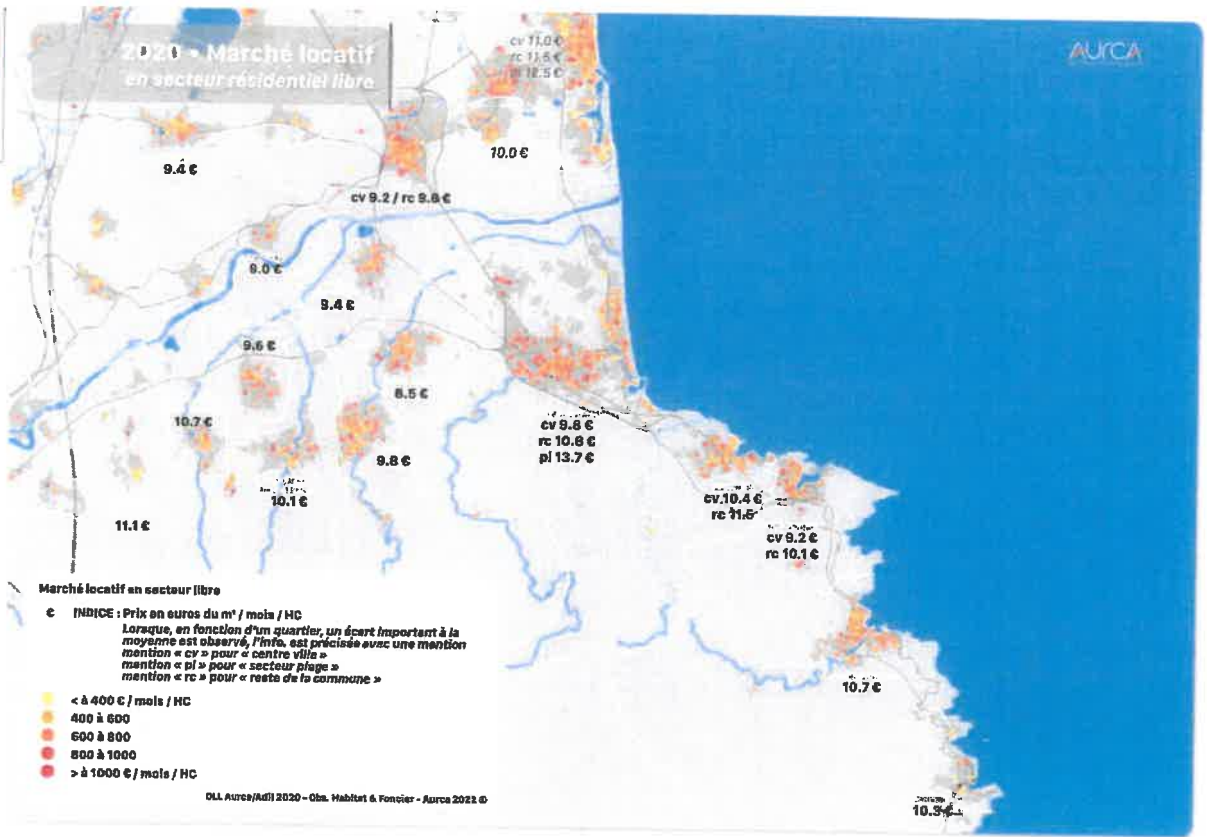 2020 • Marché locatif
en secteur résidentiel libre
AURCA
cv 11.0 €
rc 11.5 €
pl 12.5 €
9.4 €
10.0 €
cv 9.2 / rc 9.8 €
9.0 €
9.4 €
9.6 €
8.5 €
10.7 €
9.8 €
10.1 €
11.1 €
cv 9.8 €
rc 10.8 €
pl 13.7 €
cv 10.4 €
rc 11.5
cv 9.2 €
rc 10.1 €
10.7 €
10.3 €
Marché locatif en secteur libre
€ INDICE : Prix en euros du m² / mois / HC
Lorsque, en fonction d'un quartier, un écart important à la
moyenne est observé, l'info. est précisée avec une mention
mention « cv » pour « centre ville »
mention « pl » pour « secteur plage »
mention « rc » pour « reste de la commune »
< à 400 € / mois / HC
400 à 600
600 à 800
800 à 1000
> à 1000 € / mois / HC
OLL Aurca/Adil 2020 - Obs. Habitat & Foncier - Aurca 2022 ©